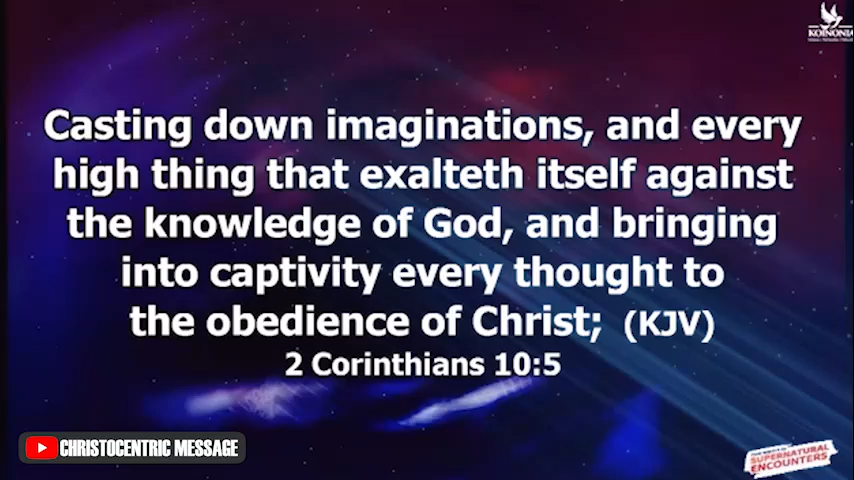 KOINONIA
Casting down imaginations, and every
high thing that exalteth itself against
the knowledge of God, and bringing
into captivity every thought to
the obedience of Christ; (KJV)
2 Corinthians 10:5
CHRISTOCENTRIC MESSAGE
SUPERNATURAL
ENCOUNTERS